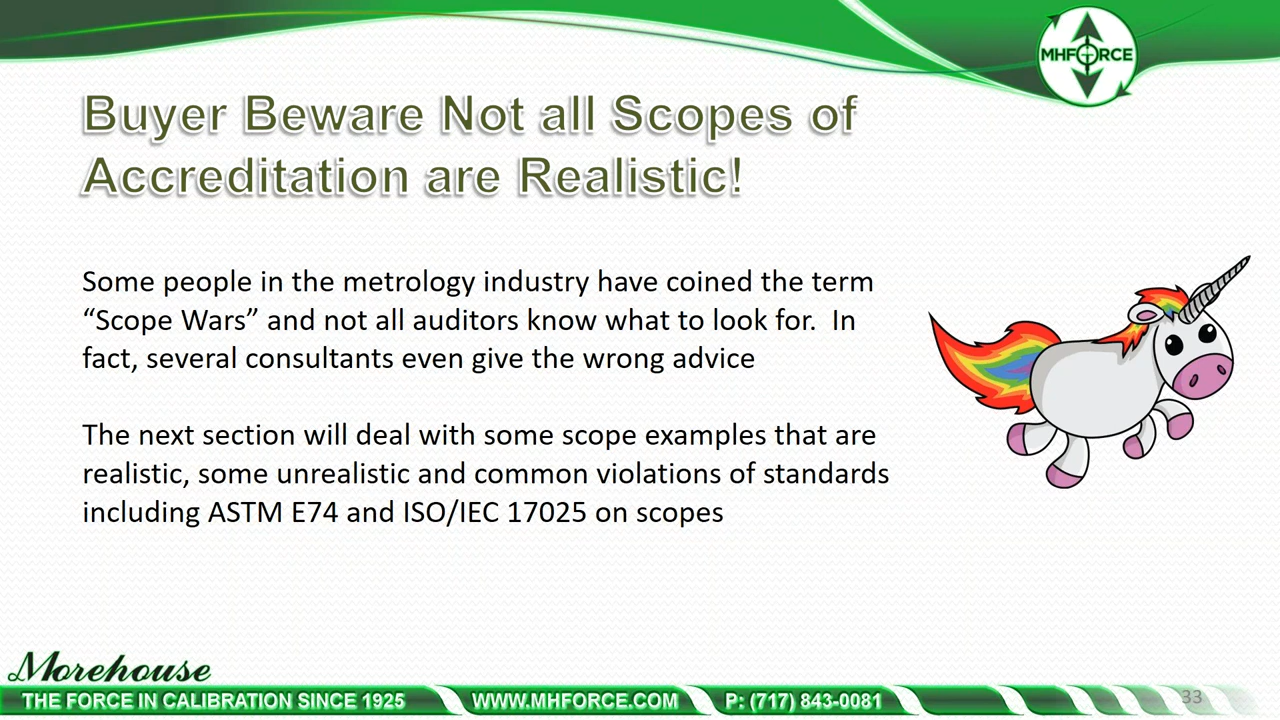 MHFORCE
Buyer Beware Not all Scopes of
Accreditation are Realistic!
Some people in the metrology industry have coined the term
“Scope Wars” and not all auditors know what to look for.  In
fact, several consultants even give the wrong advice
The next section will deal with some scope examples that are
realistic, some unrealistic and common violations of standards
including ASTM E74 and ISO/IEC 17025 on scopes
Morehouse
THE FORCE IN CALIBRATION SINCE 1925 WWW.MHFORCE.COM P: (717) 843-0081 33